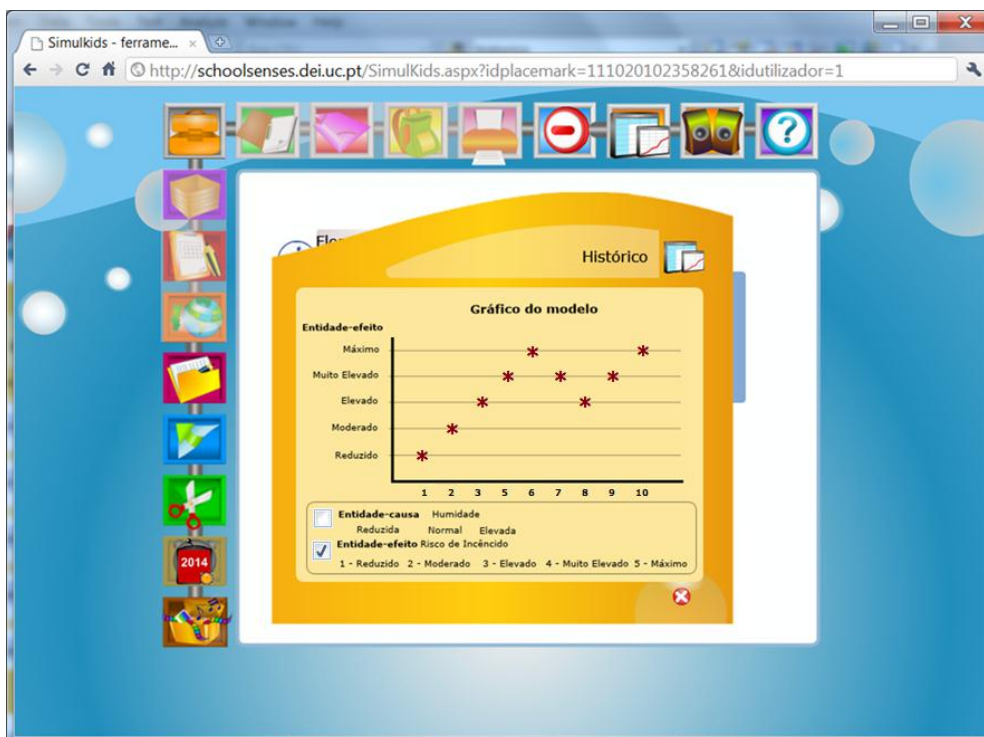 Simulkids - ferrame...
http://schoolsenses.dei.uc.pt/SimulKids.aspx?idplacemark=111020102358261&idutilizador=1
Histórico
Gráfico do modelo
Entidade-efeito
Máximo
Muito Elevado
Elevado
Moderado
Reduzido
1 2 3 5 6 7 8 9 10
Entidade-causa Humidade
Reduzida Normal Elevada
Entidade-efeito Risco de Incêncido
1 - Reduzido 2 - Moderado 3 - Elevado 4 - Muito Elevado 5 - Máximo
2014